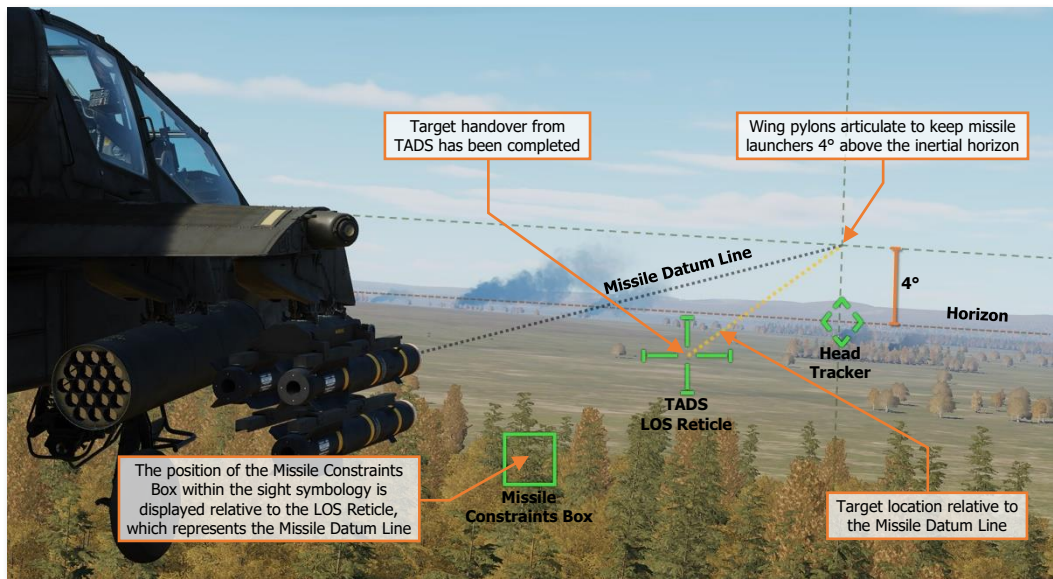 Target handover from
TADS has been completed
Wing pylons articulate to keep missile
launchers 4° above the inertial horizon
Missile Datum Line
4°
Horizon
Head
Tracker
TADS
LOS Reticle
The position of the Missile Constraints
Box within the sight symbology is
displayed relative to the LOS Reticle,
which represents the Missile Datum Line
Missile
Constraints Box
Target location relative to
the Missile Datum Line